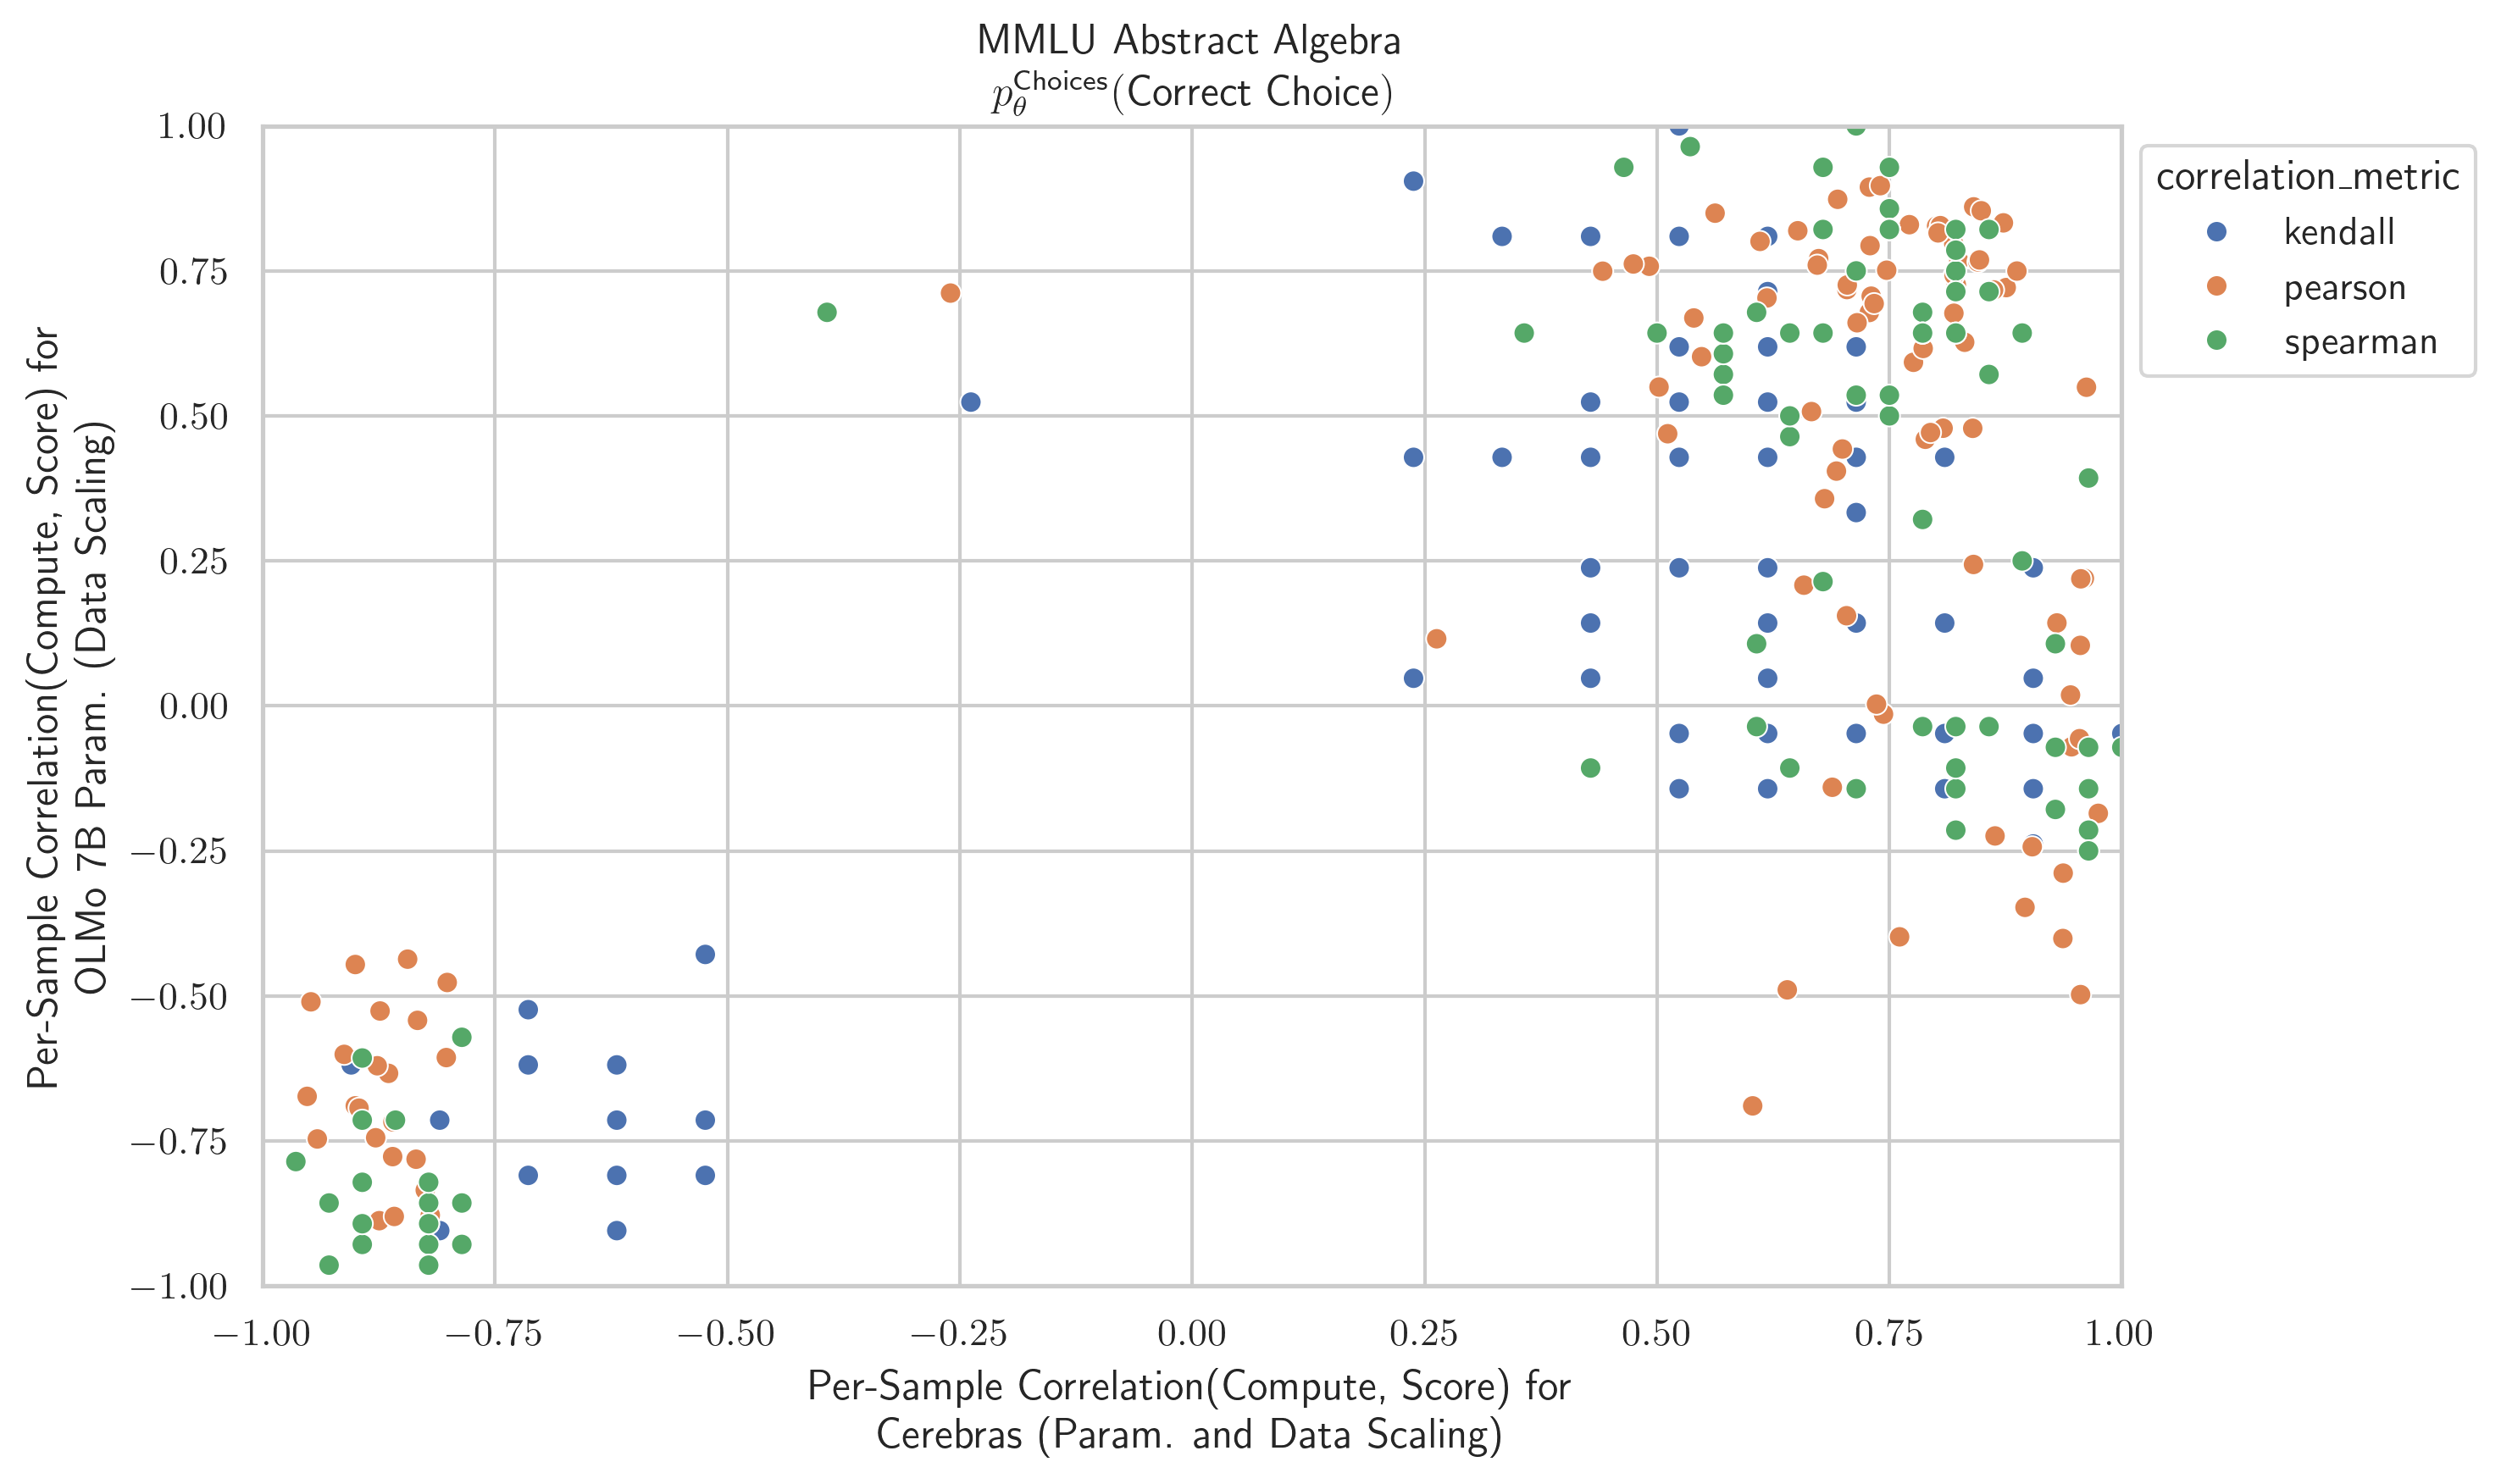 MMLU Abstract Algebra
p_θ^Choices(Correct Choice)
1.00
0.75
0.50
0.25
0.00
−0.25
−0.50
−0.75
−1.00
Per-Sample Correlation(Compute, Score) for
OLMo 7B Param. (Data Scaling)
correlation_metric
kendall
pearson
spearman
−1.00 −0.75 −0.50 −0.25 0.00 0.25 0.50 0.75 1.00
Per-Sample Correlation(Compute, Score) for
Cerebras (Param. and Data Scaling)